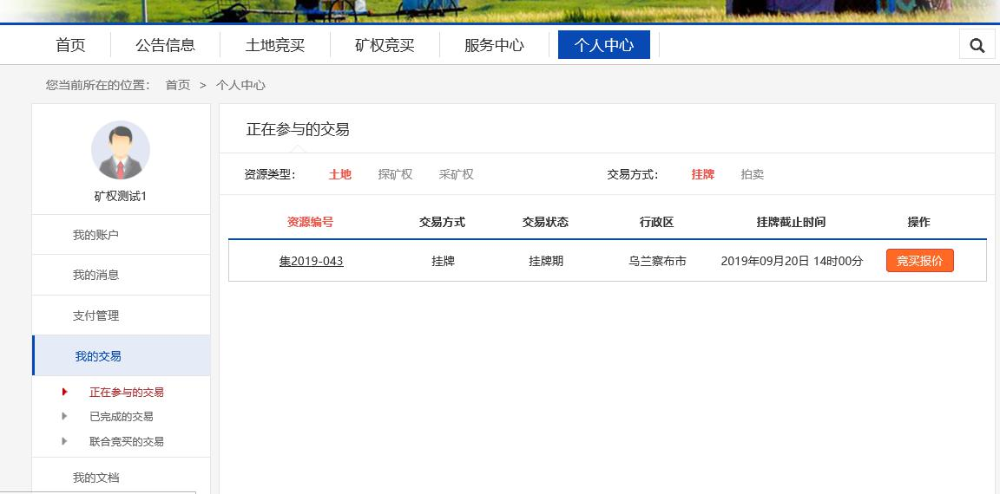 首页 公告信息 土地竞买 矿权竞买 服务中心 个人中心
您当前所在的位置： 首页 > 个人中心
矿权测试1
我的账户
我的消息
支付管理
我的交易
正在参与的交易
已完成的交易
联合竞买的交易
我的文档
正在参与的交易
资源类型： 土地 探矿权 采矿权 交易方式： 挂牌 拍卖
资源编号 交易方式 交易状态 行政区 挂牌截止时间 操作
集2019-043 挂牌 挂牌期 乌兰察布市 2019年09月20日 14时00分 竞买报价